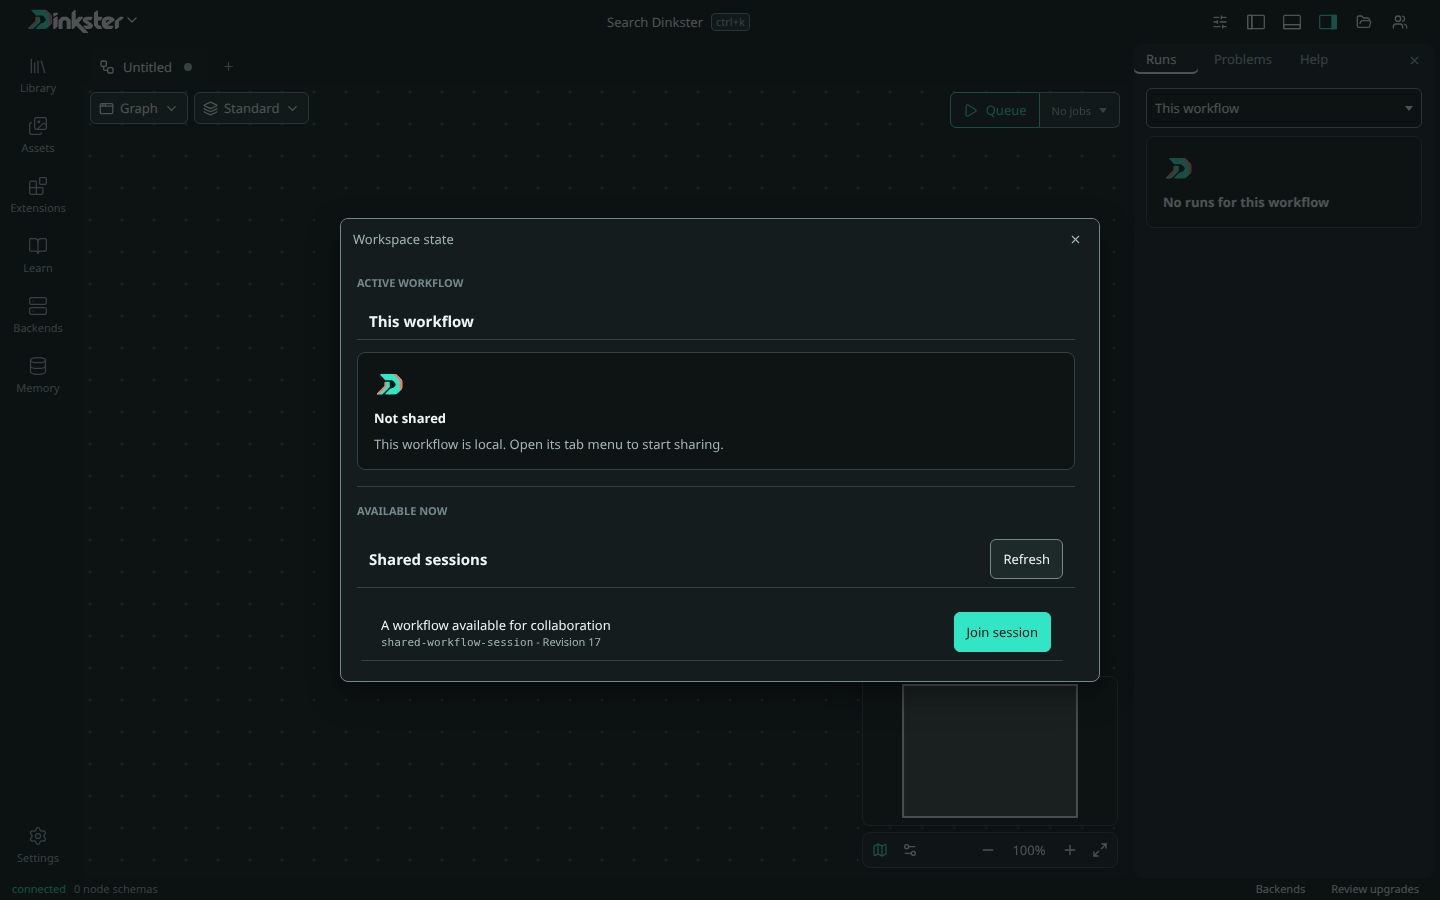 Dinkster
Search Dinkster ctrl+k
Library
Assets
Extensions
Learn
Backends
Memory
Settings
Untitled
Graph
Standard
Queue
No jobs
Runs
Problems
Help
This workflow
No runs for this workflow
Workspace state
ACTIVE WORKFLOW
This workflow
Not shared
This workflow is local. Open its tab menu to start sharing.
AVAILABLE NOW
Shared sessions
Refresh
A workflow available for collaboration
shared-workflow-session - Revision 17
Join session
100%
connected 0 node schemas
Backends
Review upgrades